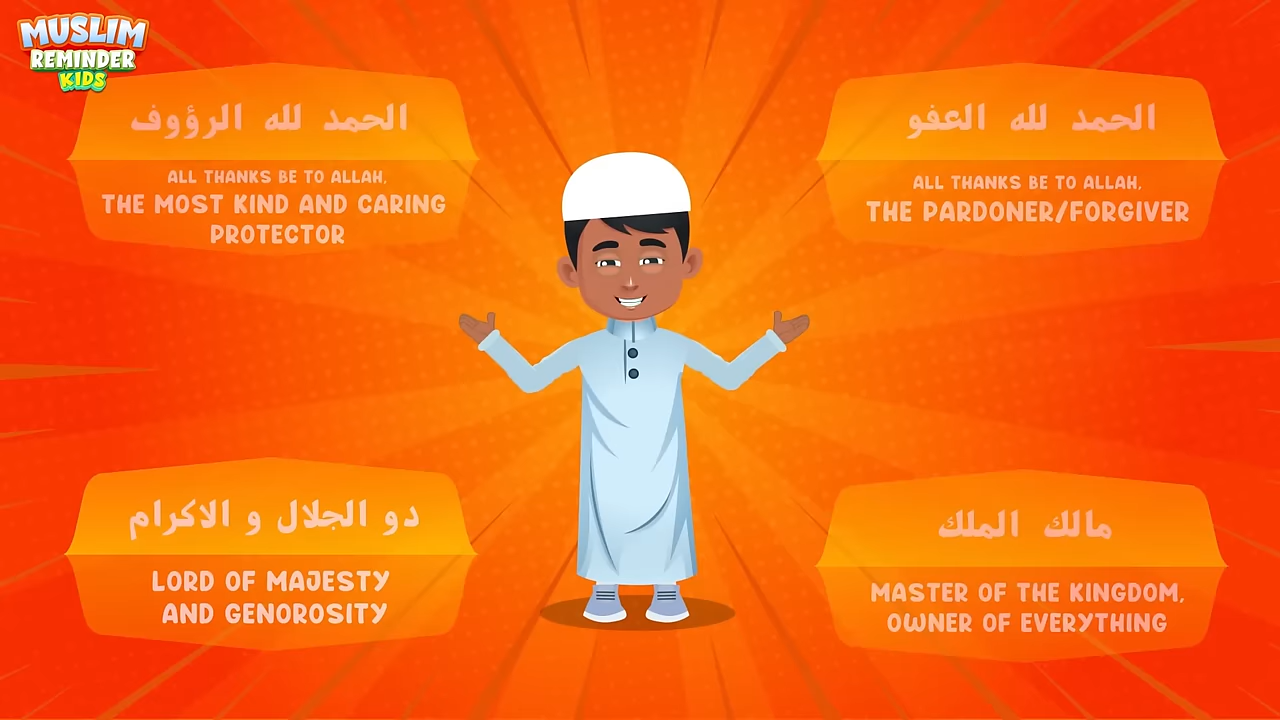 MUSLIM
REMINDER
KIDS
الحمد لله الرؤوف
ALL THANKS BE TO ALLAH,
THE MOST KIND AND CARING
PROTECTOR
الحمد لله العفو
ALL THANKS BE TO ALLAH,
THE PARDONER/FORGIVER
دو الجلال و الاكرام
LORD OF MAJESTY
AND GENOROSITY
مالك الملك
MASTER OF THE KINGDOM,
OWNER OF EVERYTHING